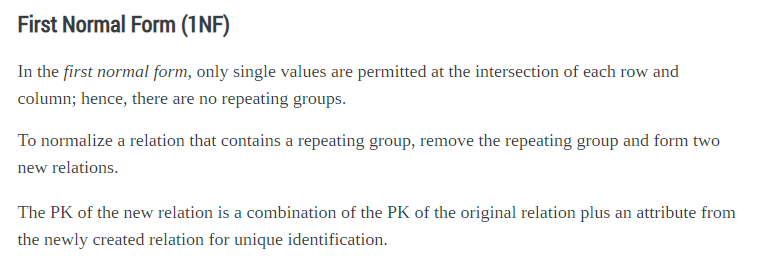 First Normal Form (1NF)
In the first normal form, only single values are permitted at the intersection of each row and
column; hence, there are no repeating groups.
To normalize a relation that contains a repeating group, remove the repeating group and form two
new relations.
The PK of the new relation is a combination of the PK of the original relation plus an attribute from
the newly created relation for unique identification.